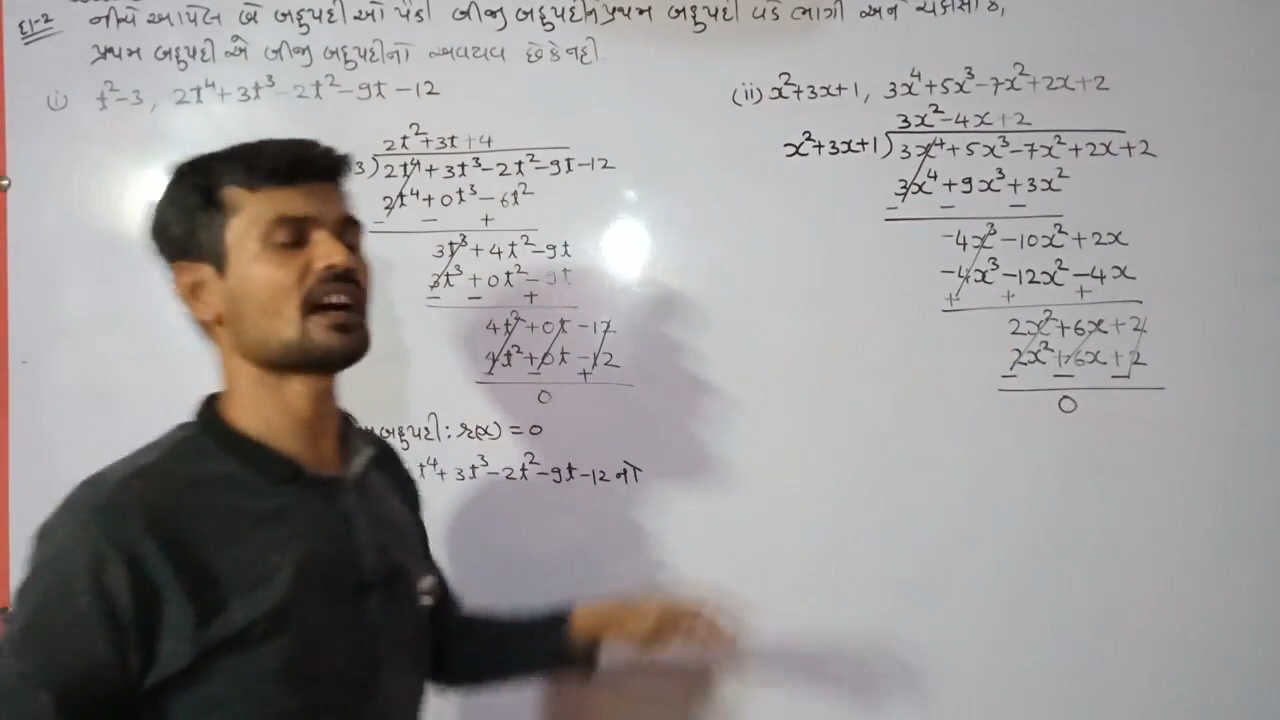 દા-2 નીચે આપેલ બે બહુપદીઓ પૈકી બીજી બહુપદીને પ્રથમ બહુપદી વડે ભાગી અને ચકાસો કે,
પ્રથમ બહુપદી એ બીજી બહુપદીનો અવયવ છે કે નહી.
(i) t²-3, 2t⁴+3t³-2t²-9t-12
2t²+3t+4
3)2t⁴+3t³-2t²-9t-12
2t⁴+0t³-6t²
- - +
3t³+4t²-9t
3t³+0t²-9t
- - +
4t²+0t-12
4t²+0t-12
- - +
0
બહુપદી: r(x)=0
t⁴+3t³-2t²-9t-12નો
(ii) x²+3x+1, 3x⁴+5x³-7x²+2x+2
3x²-4x+2
x²+3x+1)3x⁴+5x³-7x²+2x+2
3x⁴+9x³+3x²
- - -
-4x³-10x²+2x
-4x³-12x²-4x
+ + +
2x²+6x+2
2x²+6x+2
- - -
0